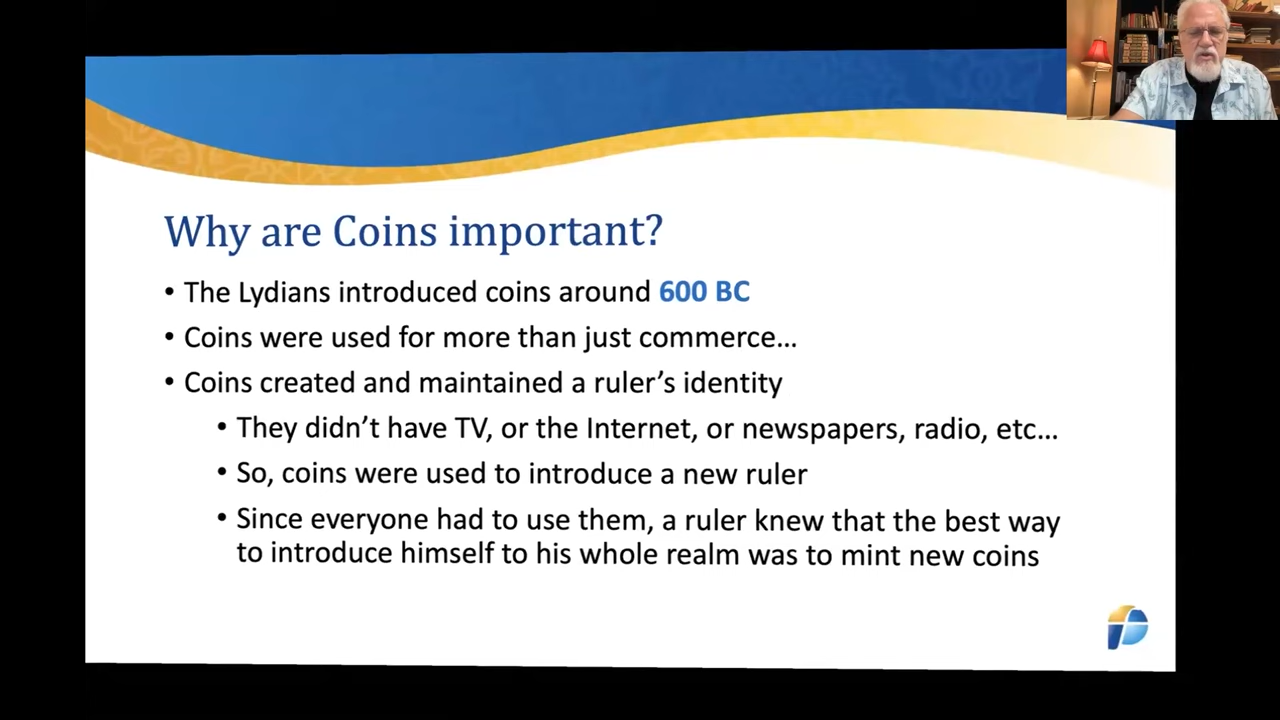 Why are Coins important?
• The Lydians introduced coins around 600 BC
• Coins were used for more than just commerce...
• Coins created and maintained a ruler’s identity
• They didn’t have TV, or the Internet, or newspapers, radio, etc...
• So, coins were used to introduce a new ruler
• Since everyone had to use them, a ruler knew that the best way
to introduce himself to his whole realm was to mint new coins